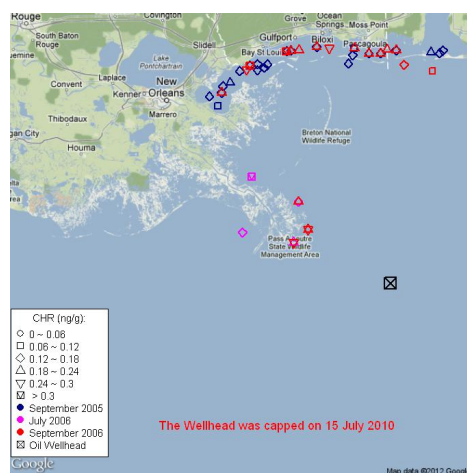 Rouge
Covington
Grove
Ocean
Springs
Moss Point
South Baton
Rouge
Slidell
Gulfport
Biloxi
Bay St Louis
Pascagoula
Lake
Pontchartrain
Laplace
Convent
Kenner
New
Orleans
Marrero
Thibodaux
Houma
Breton National
Wildlife Refuge
Pass A Loutre
State Wildlife
Management Area
CHR (ng/g):
0 ~ 0.06
0.06 ~ 0.12
0.12 ~ 0.18
0.18 ~ 0.24
0.24 ~ 0.3
> 0.3
September 2005
July 2006
September 2006
Oil Wellhead
The Wellhead was capped on 15 July 2010
Google
Map data ©2012 Google